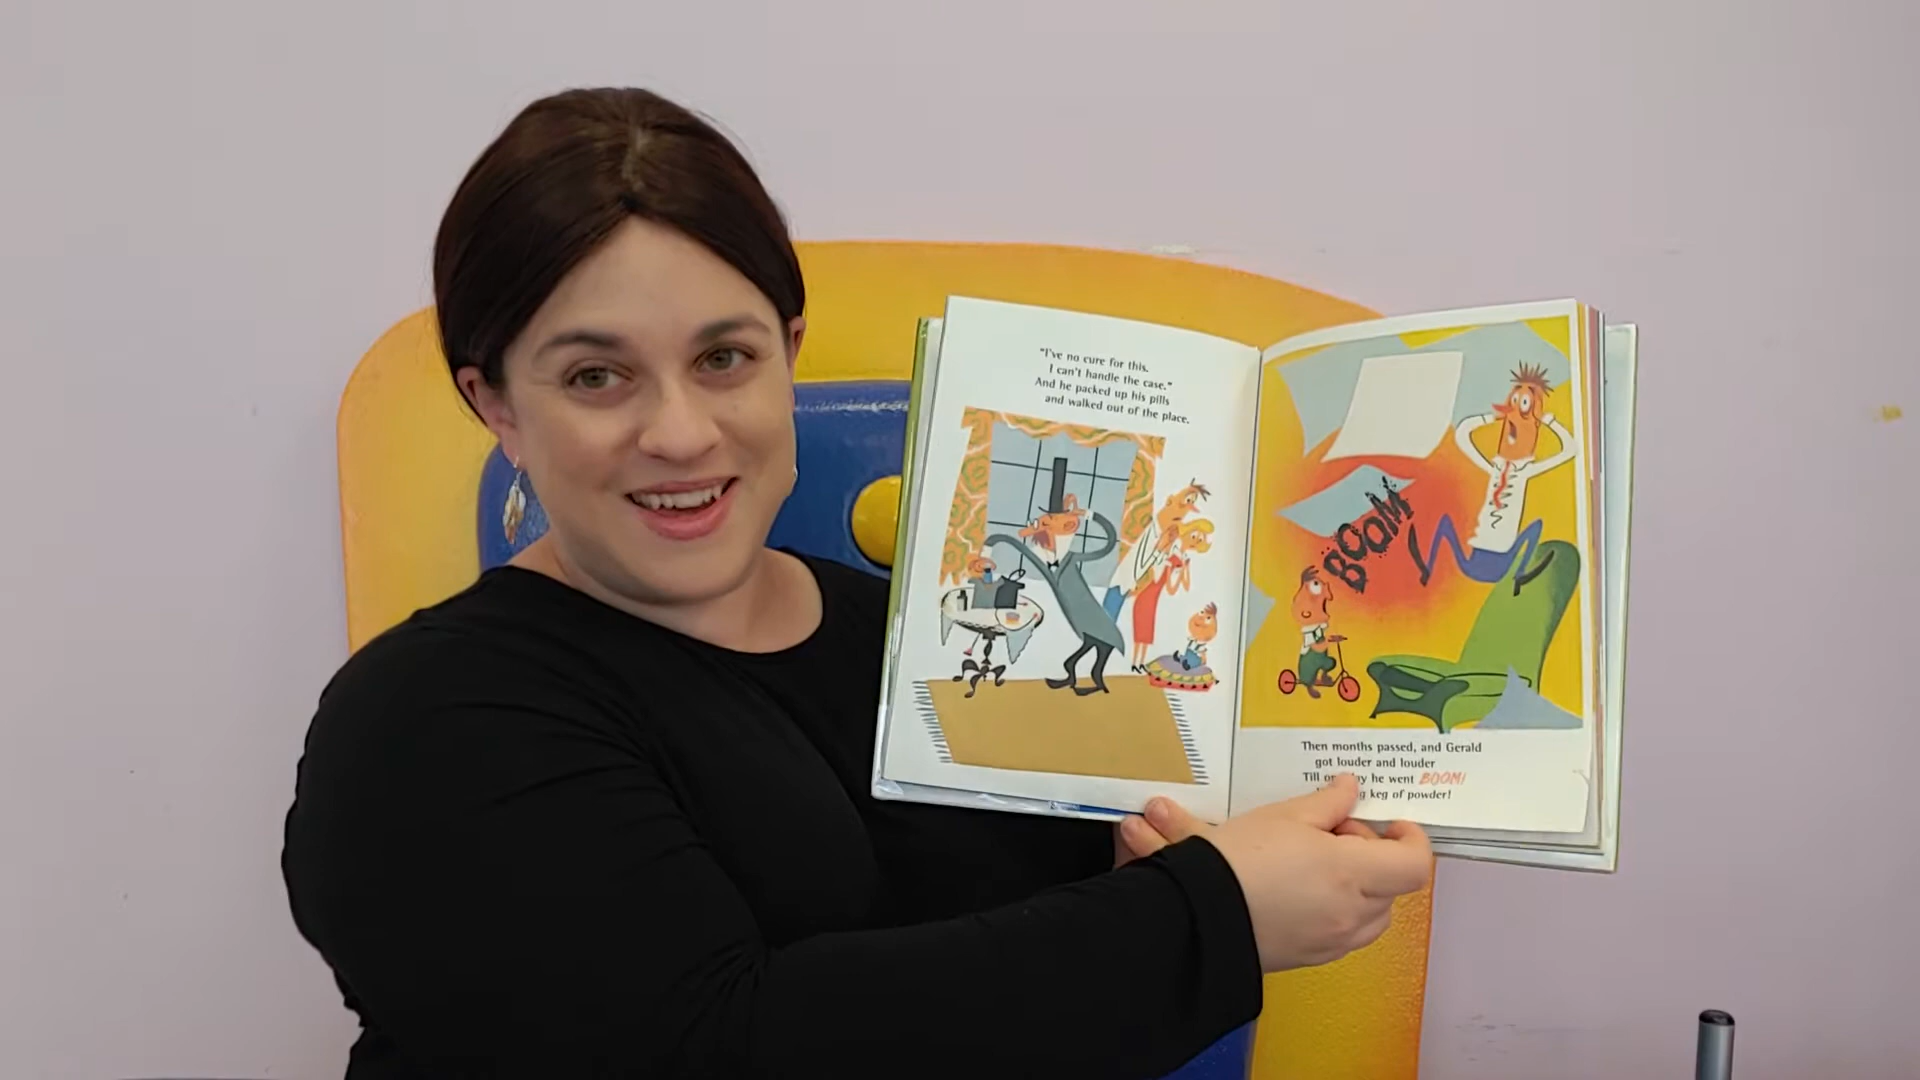 "I've no cure for this.
I can't handle the case."
And he packed up his pills
and walked out of the place.
BOOM
Then months passed, and Gerald
got louder and louder
Till he went BOOM!
keg of powder!